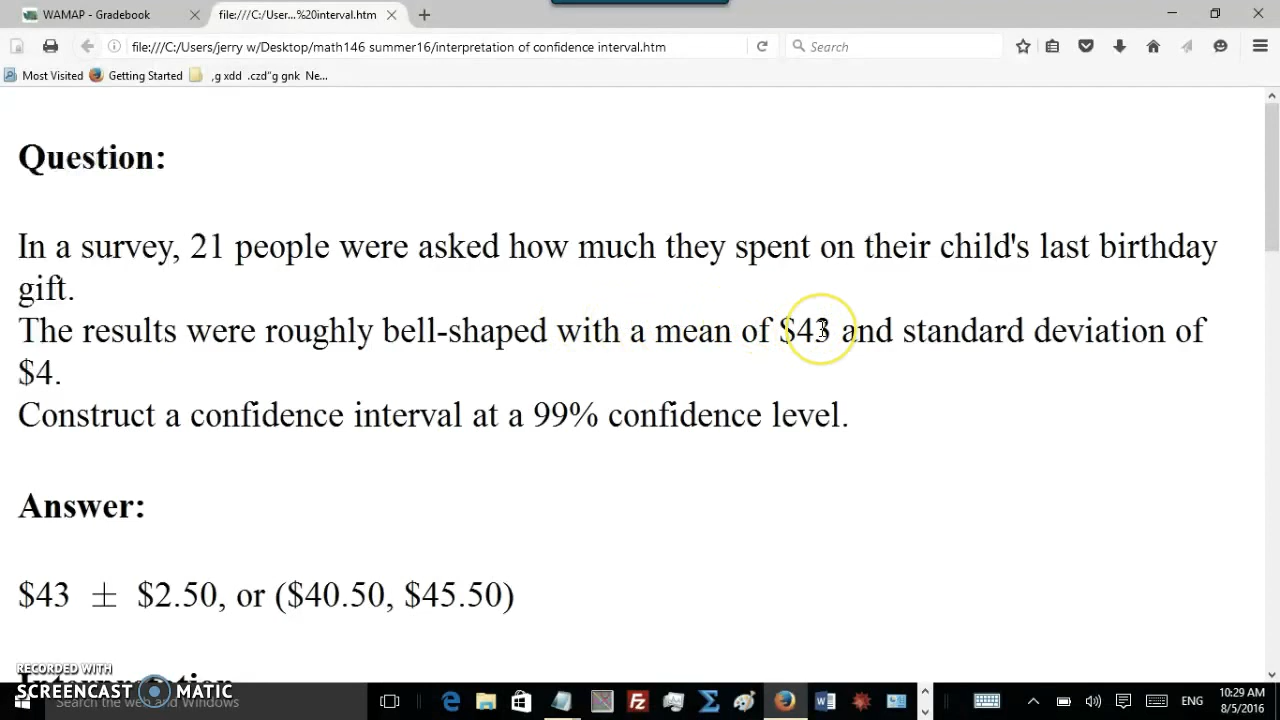 WAMAP - Gradebook
file:///C:/User...%20interval.htm
file:///C:/Users/jerry w/Desktop/math146 summer16/interpretation of confidence interval.htm
Search
Most Visited
Getting Started
,g xdd .czd"g gnk Ne...
Question:
In a survey, 21 people were asked how much they spent on their child's last birthday
gift.
The results were roughly bell-shaped with a mean of $43 and standard deviation of
$4.
Construct a confidence interval at a 99% confidence level.
Answer:
$43 ± $2.50, or ($40.50, $45.50)
RECORDED WITH
SCREENCAST MATIC
Search the web and Windows
ENG
10:29 AM
8/5/2016